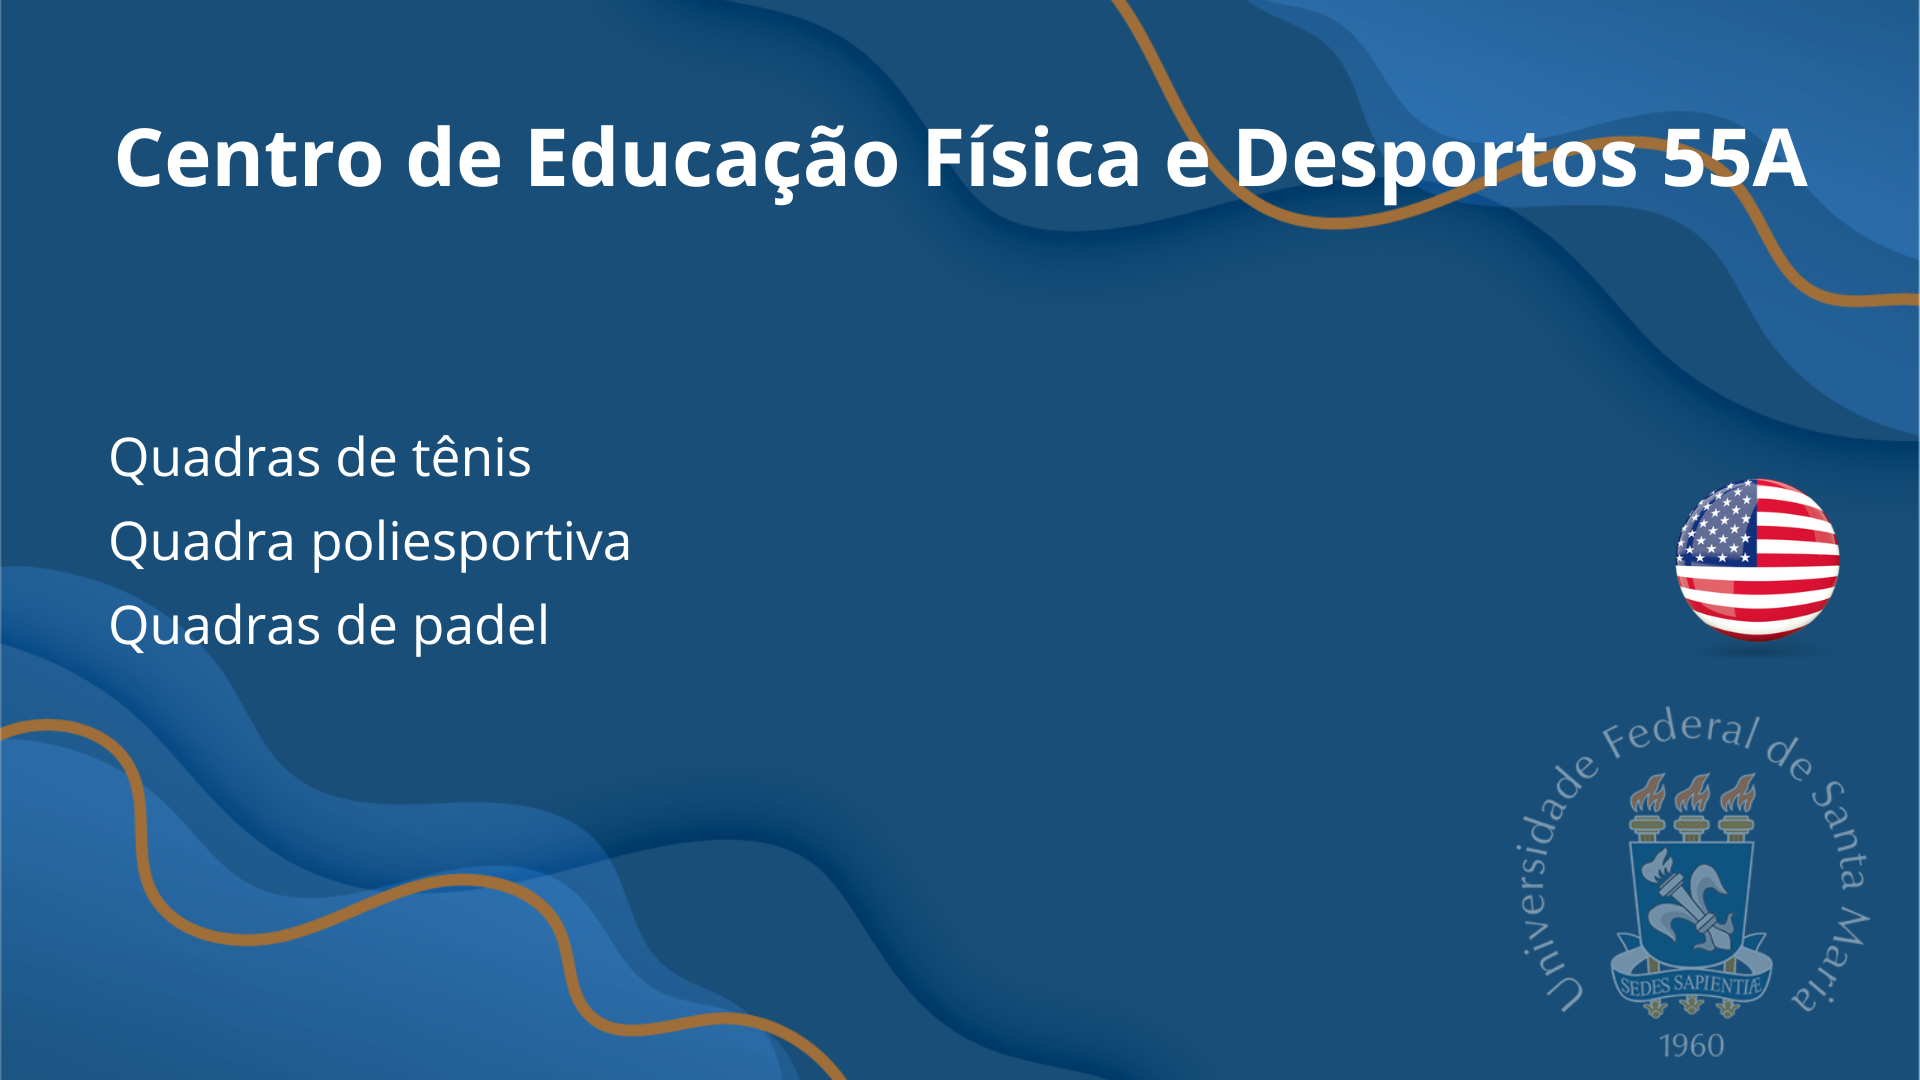 Centro de Educação Física e Desportos 55A
Quadras de tênis
Quadra poliesportiva
Quadras de padel
Universidade Federal de Santa Maria
SEDES SAPIENTIÆ
1960